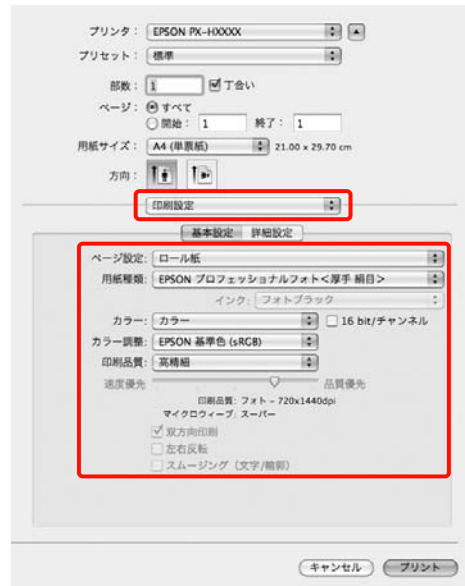 プリンタ： EPSON PX-HXXXX
プリセット： 標準
部数： 1 丁合い
ページ： すべて
開始： 1 終了： 1
用紙サイズ： A4 (単票紙) 21.00 x 29.70 cm
方向：
印刷設定
基本設定 詳細設定
ページ設定： ロール紙
用紙種類： EPSON プロフェッショナルフォト<厚手 絹目>
インク： フォトブラック
カラー： カラー 16 bit/チャンネル
カラー調整： EPSON 基準色 (sRGB)
印刷品質： 高精細
速度優先 品質優先
印刷品質： フォト - 720x1440dpi
マイクロウィーブ： スーパー
双方向印刷
左右反転
スムージング（文字/輪郭）
キャンセル プリント